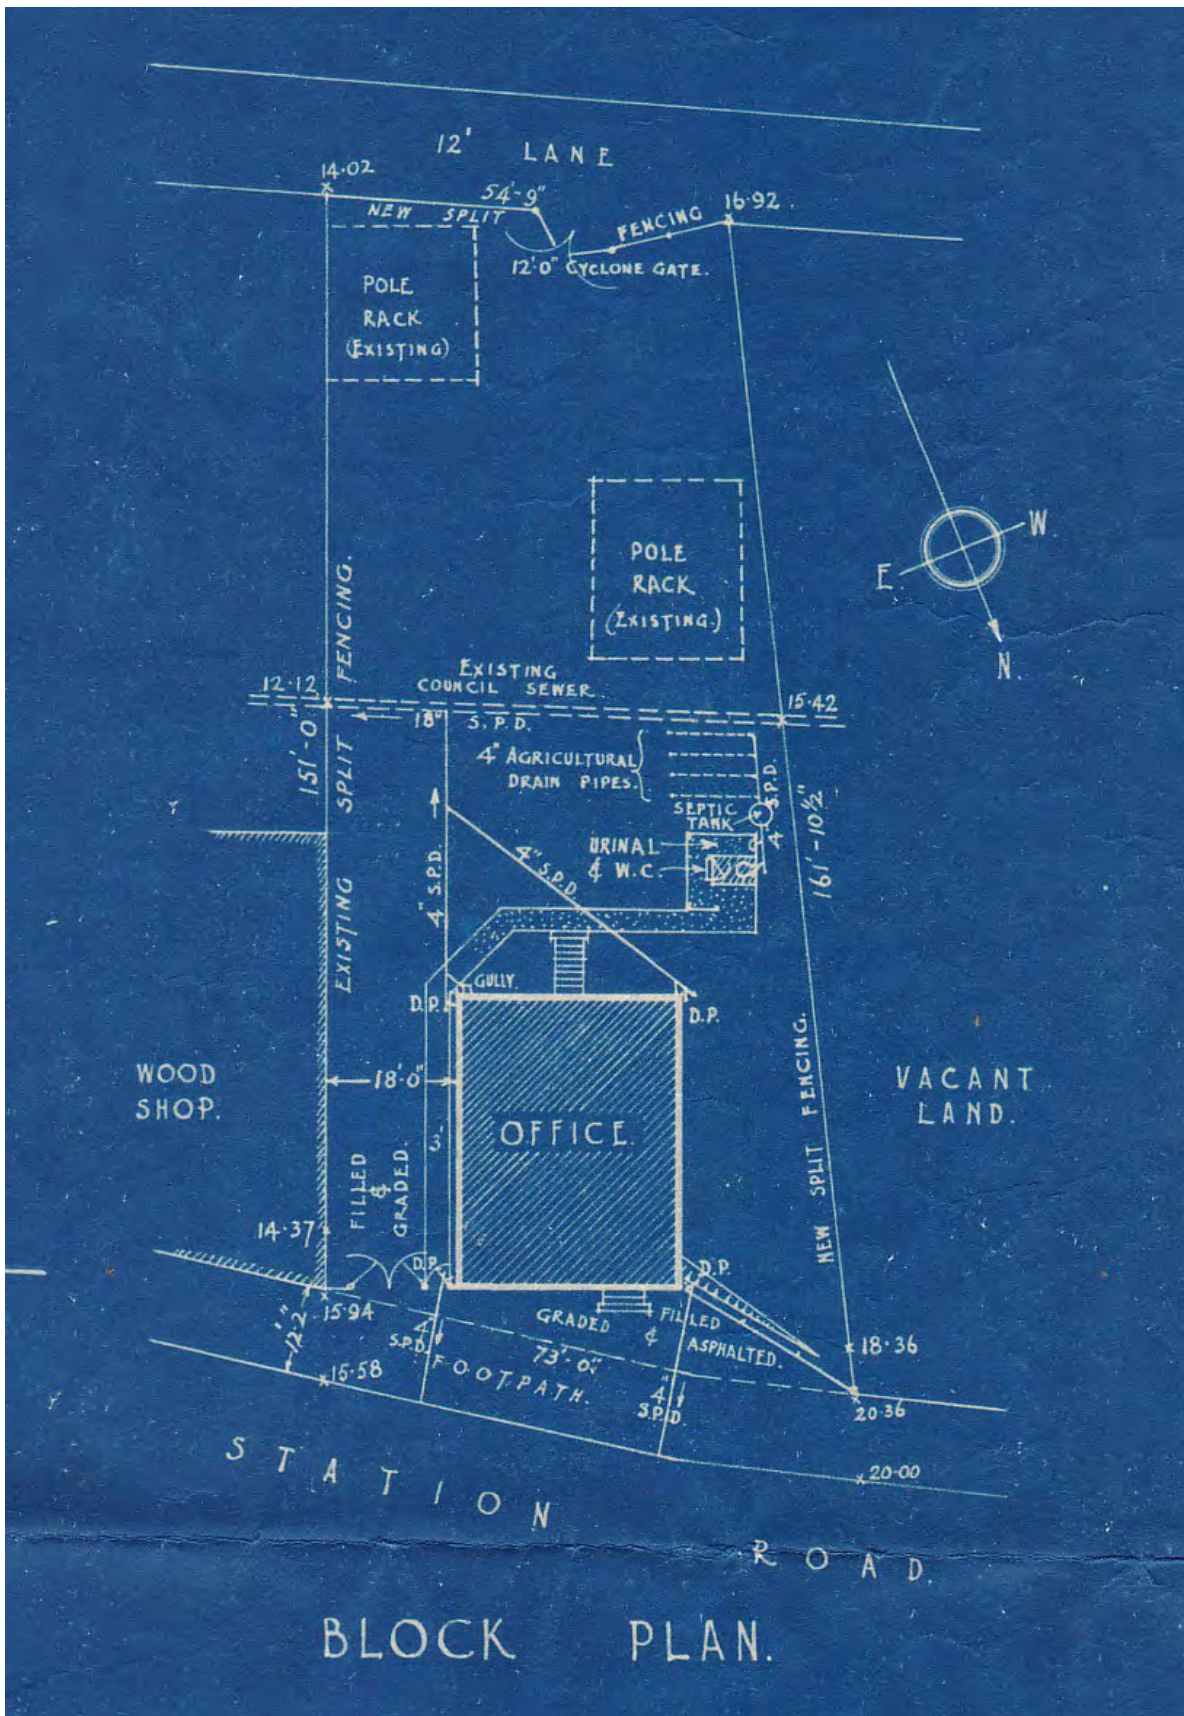 12' LANE
14·02
54'-9"
16·92
NEW SPLIT FENCING
12'·0" CYCLONE GATE.
POLE
RACK
(EXISTING)
W.
E.
N.
POLE
RACK
(EXISTING.)
EXISTING
COUNCIL SEWER.
12·12
15·42
18" S.P.D.
4" AGRICULTURAL
DRAIN PIPES.
151'-0"
EXISTING SPLIT FENCING.
SEPTIC
TANK
4" S.P.D.
161'-10½"
URINAL
& W.C.
4" S.P.D.
4" S.P.D.
GULLY.
D.P.
D.P.
WOOD
SHOP.
18'·0"
VACANT
LAND.
OFFICE.
3'
FILLED
&
GRADED.
NEW SPLIT FENCING.
14·37
D.P.
D.P.
15·94
GRADED & FILLED
ASPHALTED.
18·36
4"
S.P.D.
73'-0"
FOOTPATH.
15·58
4"
S.P.D.
20·36
20·00
STATION ROAD.
BLOCK PLAN.